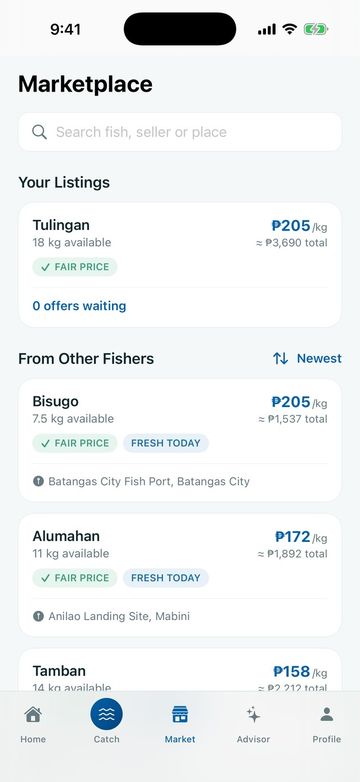 9:41
Marketplace
Search fish, seller or place
Your Listings
Tulingan ₱205/kg
18 kg available ≈ ₱3,690 total
FAIR PRICE
0 offers waiting
From Other Fishers Newest
Bisugo ₱205/kg
7.5 kg available ≈ ₱1,537 total
FAIR PRICE FRESH TODAY
Batangas City Fish Port, Batangas City
Alumahan ₱172/kg
11 kg available ≈ ₱1,892 total
FAIR PRICE FRESH TODAY
Anilao Landing Site, Mabini
Tamban ₱158/kg
14 kg available ≈ ₱2,212 total
Home Catch Market Advisor Profile